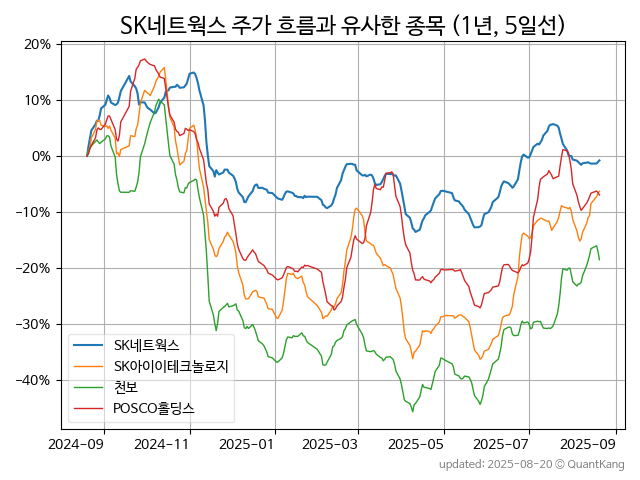 SK네트웍스 주가 흐름과 유사한 종목 (1년, 5일선)
20%
10%
0%
−10%
−20%
−30%
−40%
SK네트웍스
SK아이이테크놀로지
천보
POSCO홀딩스
2024-09
2024-11
2025-01
2025-03
2025-05
2025-07
2025-09
updated: 2025-08-20 © QuantKang